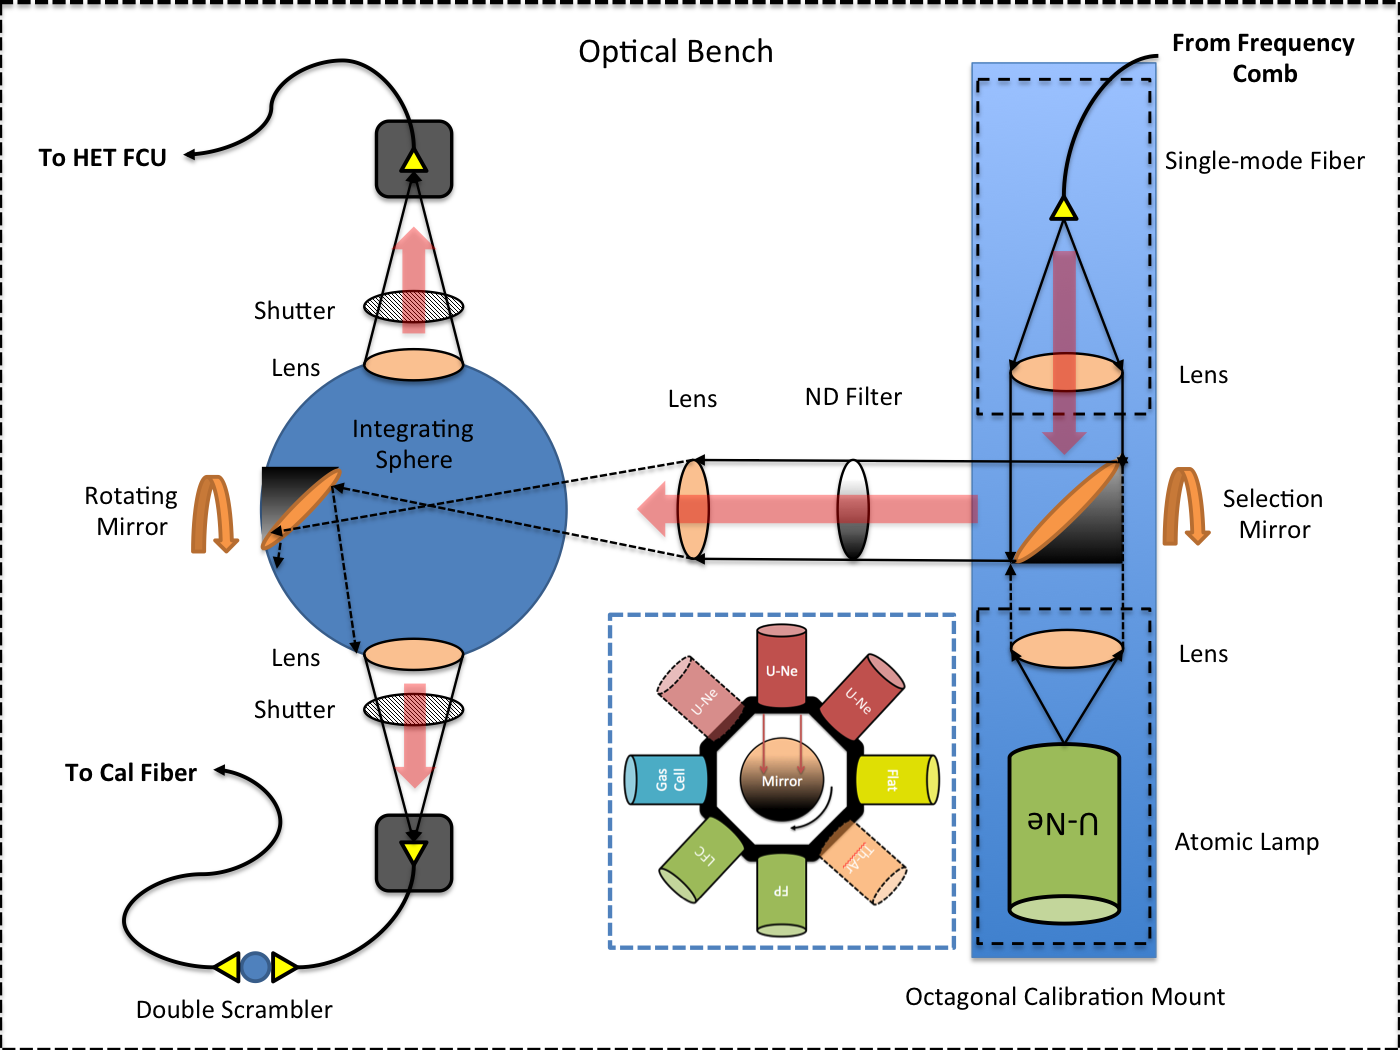 Optical Bench
From Frequency
Comb
To HET FCU
Single-mode Fiber
Shutter
Lens
Lens
Lens
ND Filter
Integrating
Sphere
Rotating
Mirror
Selection
Mirror
Lens
Lens
Shutter
U-Ne
U-Ne
U-Ne
Gas
Cell
Mirror
Flat
LFC
FP
Th-Ar
To Cal Fiber
U-Ne
Atomic Lamp
Octagonal Calibration Mount
Double Scrambler